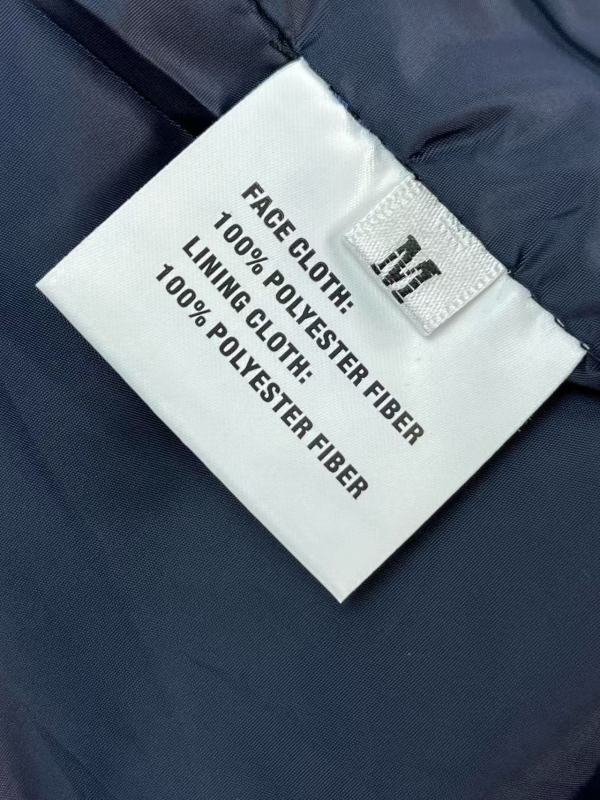 M
FACE CLOTH:
100% POLYESTER FIBER
LINING CLOTH:
100% POLYESTER FIBER